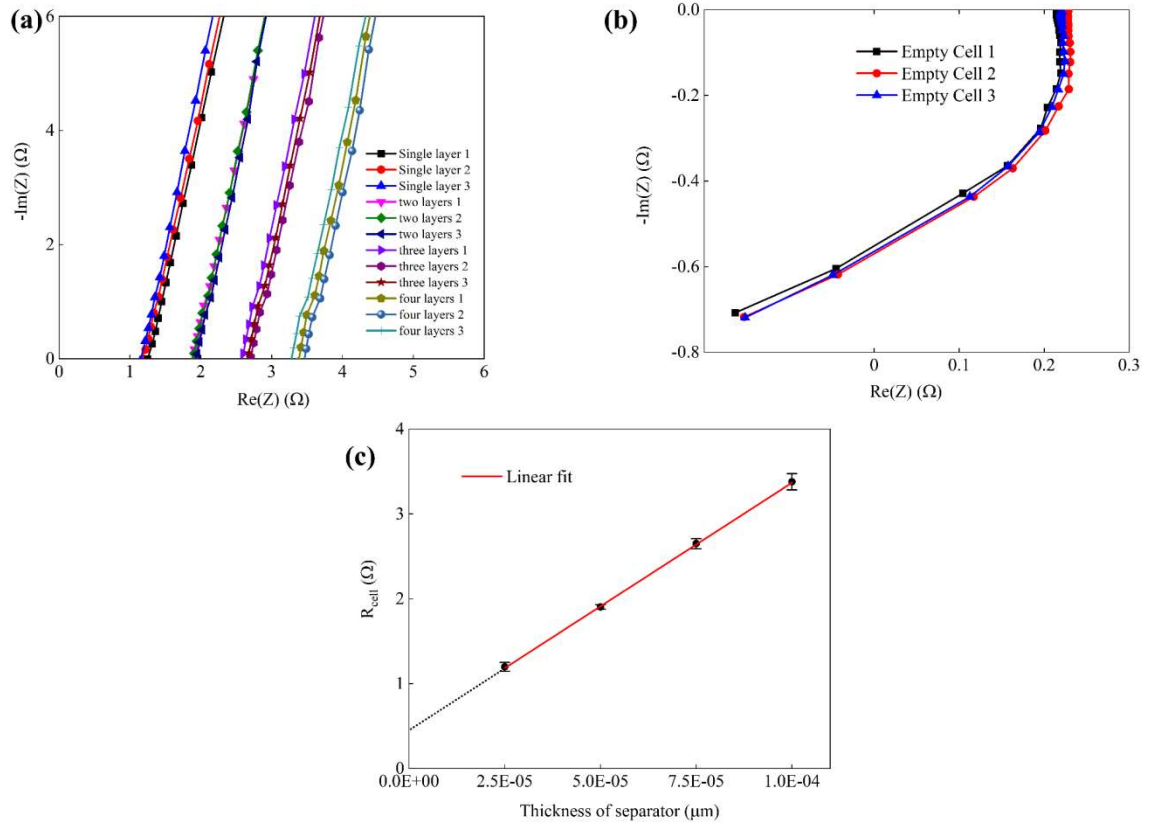 (a)
6
4
2
0
-Im(Z) (Ω)
0 1 2 3 4 5 6
Re(Z) (Ω)
Single layer 1
Single layer 2
Single layer 3
two layers 1
two layers 2
two layers 3
three layers 1
three layers 2
three layers 3
four layers 1
four layers 2
four layers 3
(b)
0.0
-0.2
-0.4
-0.6
-0.8
-Im(Z) (Ω)
0 0.1 0.2 0.3
Re(Z) (Ω)
Empty Cell 1
Empty Cell 2
Empty Cell 3
(c)
4
3
2
1
0
Rcell (Ω)
Linear fit
0.0E+00 2.5E-05 5.0E-05 7.5E-05 1.0E-04
Thickness of separator (μm)